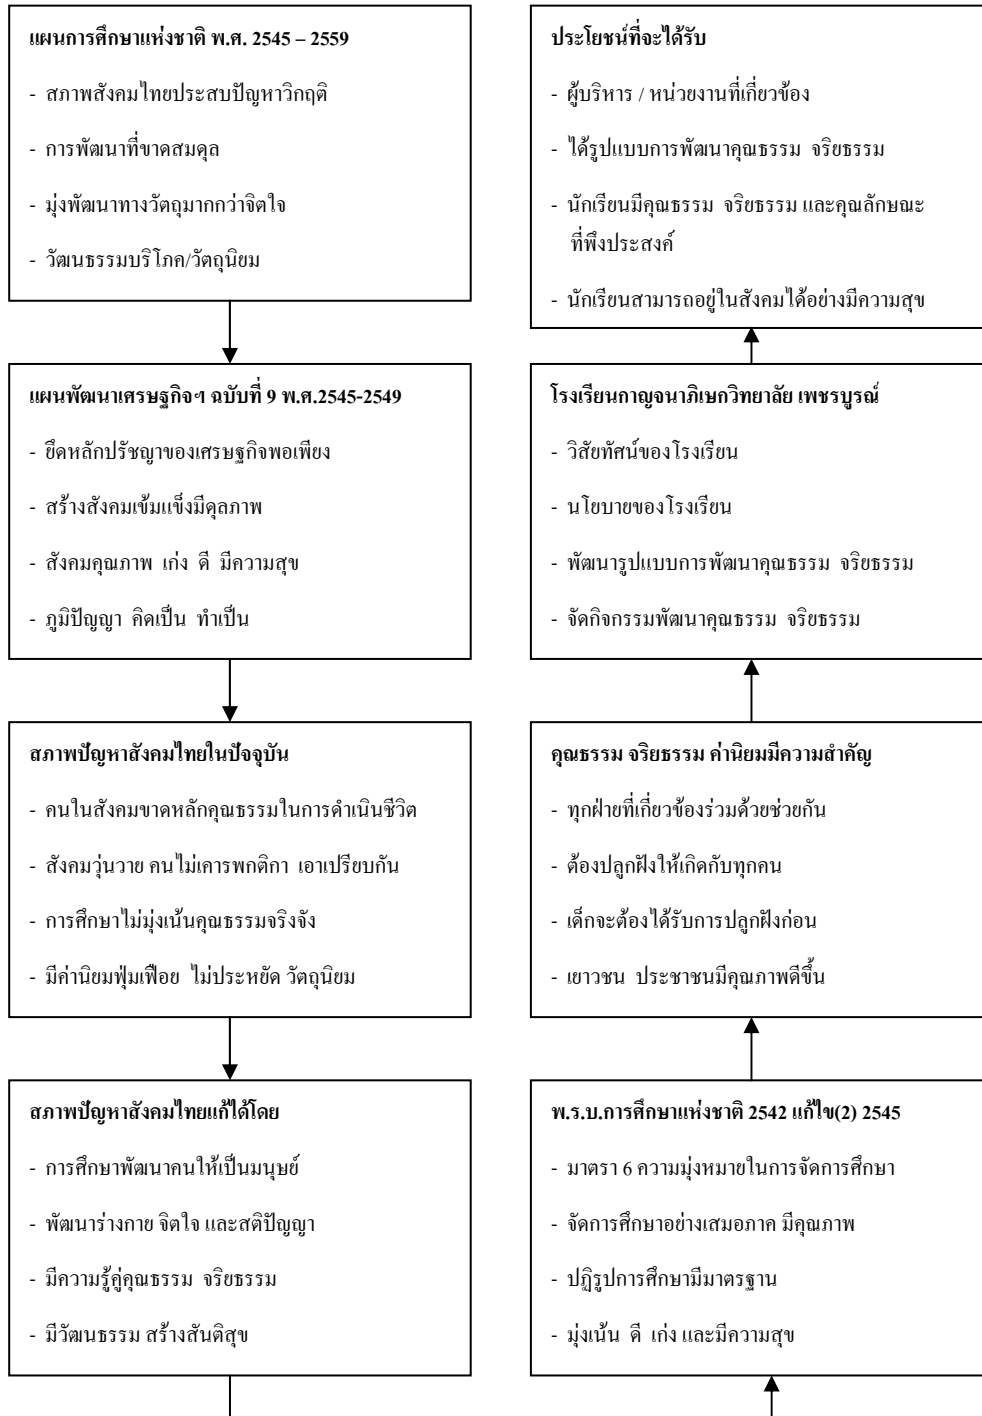 แผนการศึกษาแห่งชาติ พ.ศ. 2545 – 2559
- สภาพสังคมไทยประสบปัญหาวิกฤติ
- การพัฒนาที่ขาดสมดุล
- มุ่งพัฒนาทางวัตถุมากกว่าจิตใจ
- วัฒนธรรมบริโภค/วัตถุนิยม
แผนพัฒนาเศรษฐกิจฯ ฉบับที่ 9 พ.ศ.2545-2549
- ยึดหลักปรัชญาของเศรษฐกิจพอเพียง
- สร้างสังคมเข้มแข็งมีดุลภาพ
- สังคมคุณภาพ เก่ง ดี มีความสุข
- ภูมิปัญญา คิดเป็น ทำเป็น
สภาพปัญหาสังคมไทยในปัจจุบัน
- คนในสังคมขาดหลักคุณธรรมในการดำเนินชีวิต
- สังคมวุ่นวาย คนไม่เคารพกติกา เอาเปรียบกัน
- การศึกษาไม่มุ่งเน้นคุณธรรมจริงจัง
- มีค่านิยมฟุ่มเฟือย ไม่ประหยัด วัตถุนิยม
สภาพปัญหาสังคมไทยแก้ได้โดย
- การศึกษาพัฒนาคนให้เป็นมนุษย์
- พัฒนาร่างกาย จิตใจ และสติปัญญา
- มีความรู้คู่คุณธรรม จริยธรรม
- มีวัฒนธรรม สร้างสันติสุข
พ.ร.บ.การศึกษาแห่งชาติ 2542 แก้ไข(2) 2545
- มาตรา 6 ความมุ่งหมายในการจัดการศึกษา
- จัดการศึกษาอย่างเสมอภาค มีคุณภาพ
- ปฏิรูปการศึกษามีมาตรฐาน
- มุ่งเน้น ดี เก่ง และมีความสุข
คุณธรรม จริยธรรม ค่านิยมมีความสำคัญ
- ทุกฝ่ายที่เกี่ยวข้องร่วมด้วยช่วยกัน
- ต้องปลูกฝังให้เกิดกับทุกคน
- เด็กจะต้องได้รับการปลูกฝังก่อน
- เยาวชน ประชาชนมีคุณภาพดีขึ้น
โรงเรียนกาญจนาภิเษกวิทยาลัย เพชรบูรณ์
- วิสัยทัศน์ของโรงเรียน
- นโยบายของโรงเรียน
- พัฒนารูปแบบการพัฒนาคุณธรรม จริยธรรม
- จัดกิจกรรมพัฒนาคุณธรรม จริยธรรม
ประโยชน์ที่จะได้รับ
- ผู้บริหาร / หน่วยงานที่เกี่ยวข้อง
- ได้รูปแบบการพัฒนาคุณธรรม จริยธรรม
- นักเรียนมีคุณธรรม จริยธรรม และคุณลักษณะ
ที่พึงประสงค์
- นักเรียนสามารถอยู่ในสังคมได้อย่างมีความสุข